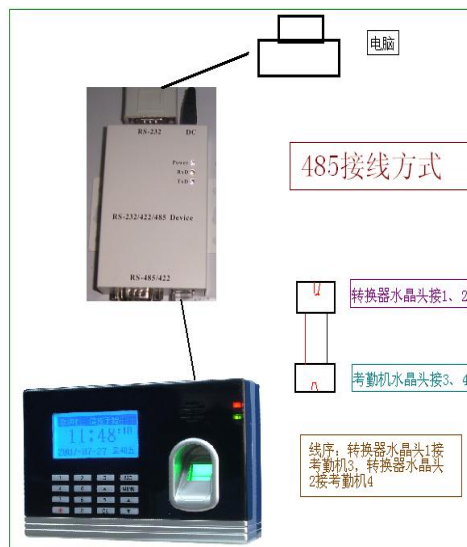 电脑
RS-232 DC
Power
RxD
TxD
485接线方式
RS-232/422/485 Device
RS-485/422
转换器水晶头接1、2
考勤机水晶头接3、4
11:48
线序：转换器水晶头1接
考勤机3，转换器水晶头
2接考勤机4